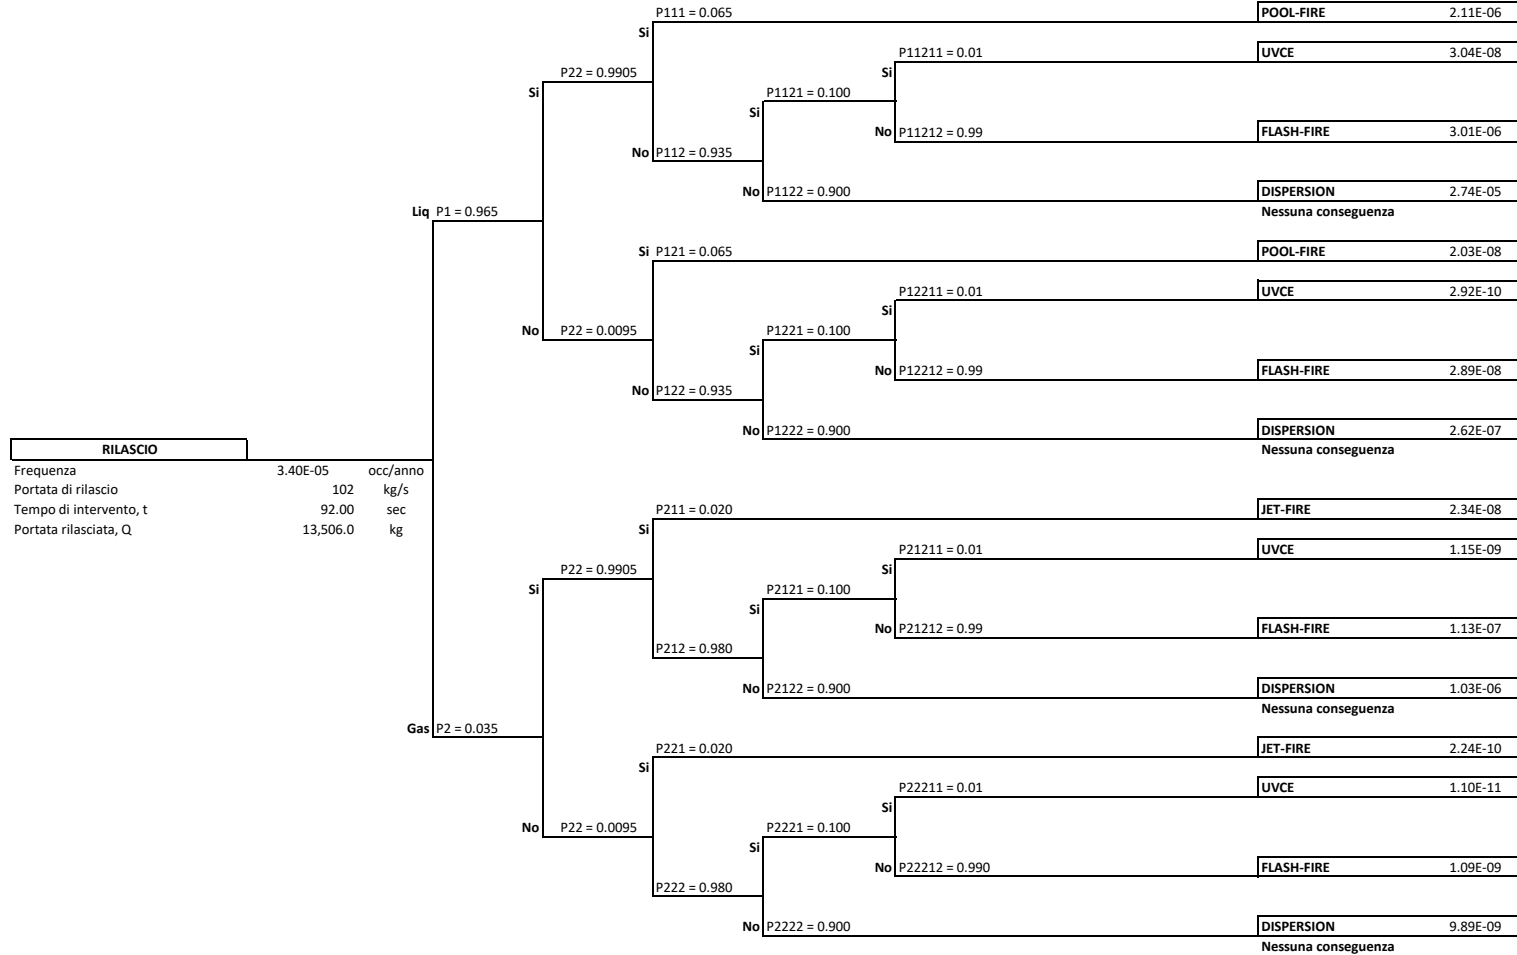 P111 = 0.065 POOL-FIRE 2.11E-06
Si
P11211 = 0.01 UVCE 3.04E-08
P22 = 0.9905 Si
Si P1121 = 0.100
Si
No P11212 = 0.99 FLASH-FIRE 3.01E-06
No P112 = 0.935
No P1122 = 0.900 DISPERSION 2.74E-05
Liq P1 = 0.965 Nessuna conseguenza
Si P121 = 0.065 POOL-FIRE 2.03E-08
P12211 = 0.01 UVCE 2.92E-10
Si
No P22 = 0.0095 P1221 = 0.100
Si
No P12212 = 0.99 FLASH-FIRE 2.89E-08
No P122 = 0.935
No P1222 = 0.900 DISPERSION 2.62E-07
RILASCIO Nessuna conseguenza
Frequenza 3.40E-05 occ/anno
Portata di rilascio 102 kg/s
Tempo di intervento, t 92.00 sec
Portata rilasciata, Q 13,506.0 kg
P211 = 0.020 JET-FIRE 2.34E-08
Si
P21211 = 0.01 UVCE 1.15E-09
P22 = 0.9905 Si
Si P2121 = 0.100
Si
No P21212 = 0.99 FLASH-FIRE 1.13E-07
P212 = 0.980
No P2122 = 0.900 DISPERSION 1.03E-06
Nessuna conseguenza
Gas P2 = 0.035
P221 = 0.020 JET-FIRE 2.24E-10
Si
P22211 = 0.01 UVCE 1.10E-11
Si
No P22 = 0.0095 P2221 = 0.100
Si
No P22212 = 0.990 FLASH-FIRE 1.09E-09
P222 = 0.980
No P2222 = 0.900 DISPERSION 9.89E-09
Nessuna conseguenza